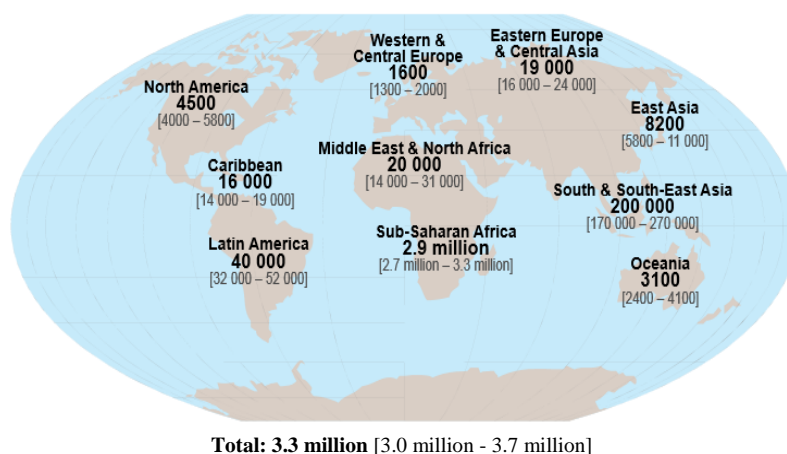 Western &
Central Europe
1600
[1300 – 2000]
Eastern Europe
& Central Asia
19 000
[16 000 – 24 000]
North America
4500
[4000 – 5800]
East Asia
8200
[5800 – 11 000]
Middle East & North Africa
20 000
[14 000 – 31 000]
Caribbean
16 000
[14 000 – 19 000]
South & South-East Asia
200 000
[170 000 – 270 000]
Sub-Saharan Africa
2.9 million
[2.7 million – 3.3 million]
Latin America
40 000
[32 000 – 52 000]
Oceania
3100
[2400 – 4100]
Total: 3.3 million [3.0 million - 3.7 million]